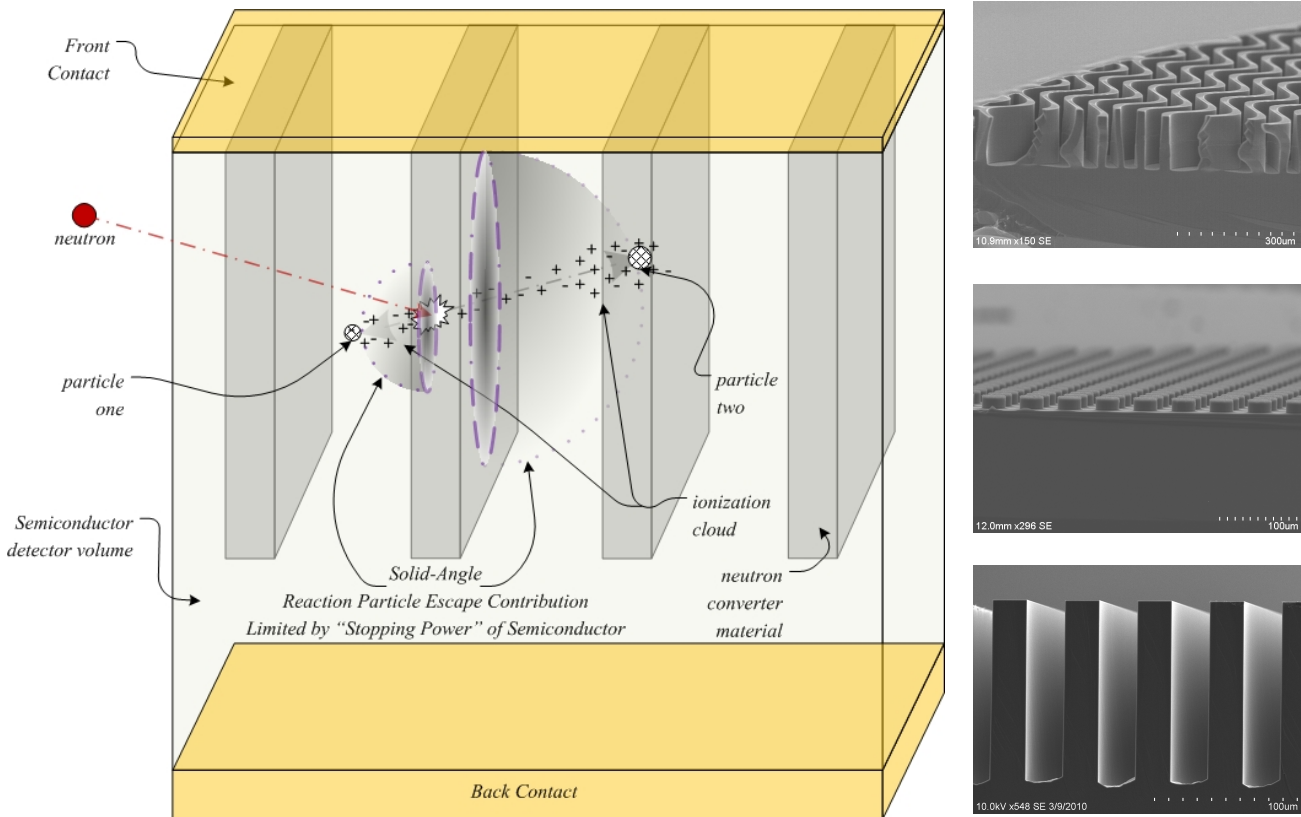 Front
Contact
neutron
particle
one
particle
two
ionization
cloud
Semiconductor
detector volume
Solid-Angle
Reaction Particle Escape Contribution
Limited by “Stopping Power” of Semiconductor
neutron
converter
material
Back Contact
10.9mm x150 SE
300um
12.0mm x296 SE
100um
10.0kV x548 SE 3/9/2010
100um